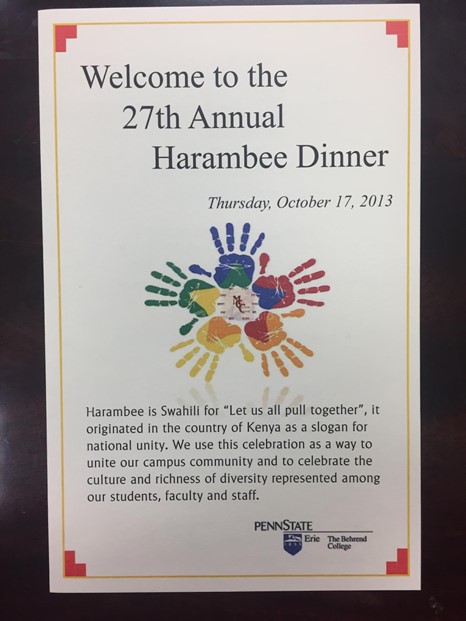 Welcome to the
27th Annual
Harambee Dinner
Thursday, October 17, 2013
Harambee is Swahili for “Let us all pull together”, it
originated in the country of Kenya as a slogan for
national unity. We use this celebration as a way to
unite our campus community and to celebrate the
culture and richness of diversity represented among
our students, faculty and staff.
PENNSTATE
Erie The Behrend
College